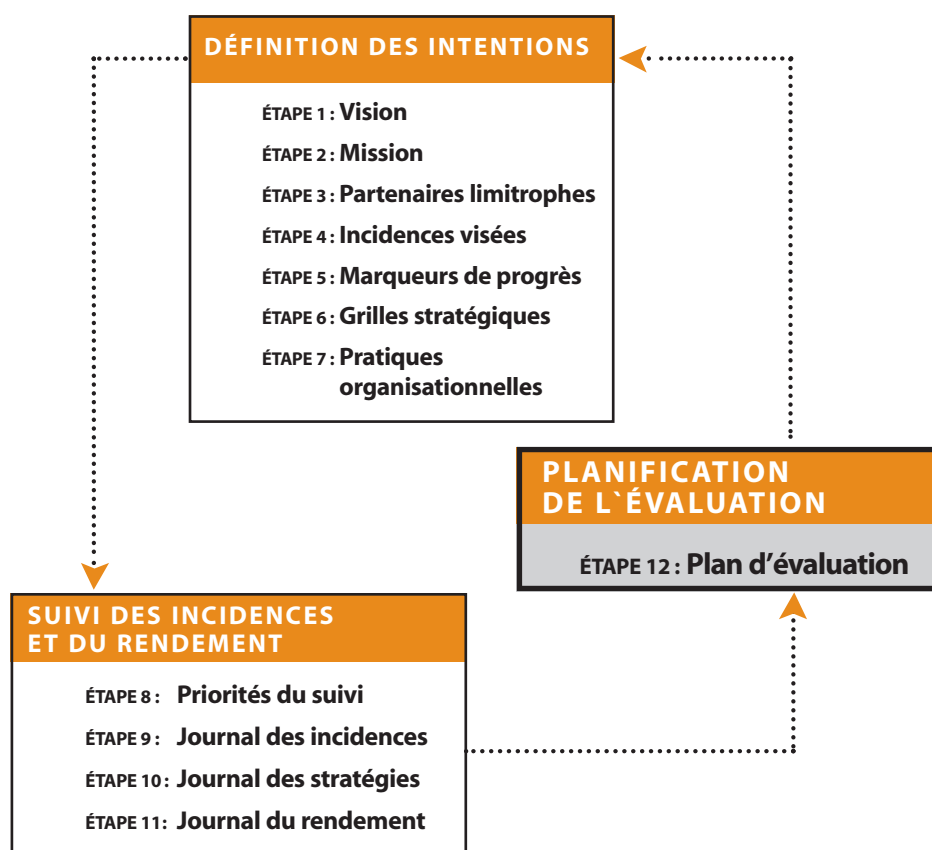 DÉFINITION DES INTENTIONS
ÉTAPE 1 : Vision
ÉTAPE 2 : Mission
ÉTAPE 3 : Partenaires limitrophes
ÉTAPE 4 : Incidences visées
ÉTAPE 5 : Marqueurs de progrès
ÉTAPE 6 : Grilles stratégiques
ÉTAPE 7 : Pratiques
organisationnelles
PLANIFICATION
DE L`ÉVALUATION
ÉTAPE 12 : Plan d’évaluation
SUIVI DES INCIDENCES
ET DU RENDEMENT
ÉTAPE 8 : Priorités du suivi
ÉTAPE 9 : Journal des incidences
ÉTAPE 10 : Journal des stratégies
ÉTAPE 11: Journal du rendement